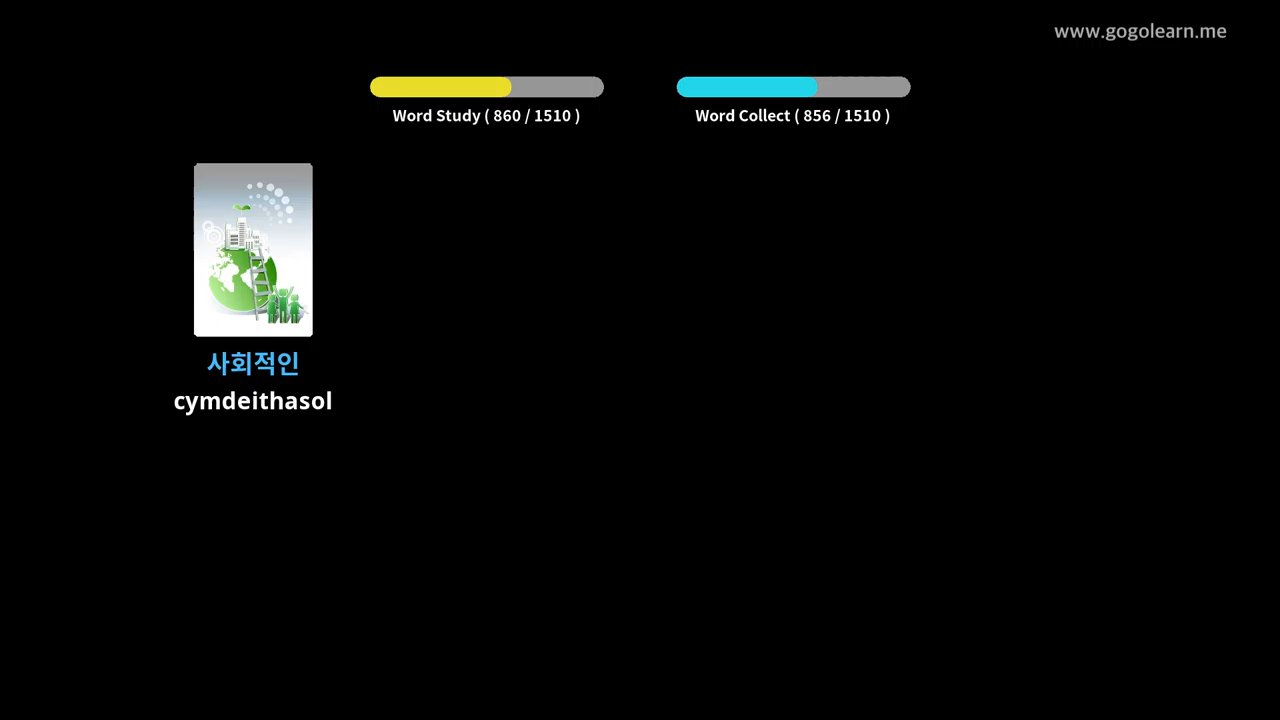 www.gogolearn.me
Word Study ( 860 / 1510 )
Word Collect ( 856 / 1510 )
사회적인
cymdeithasol